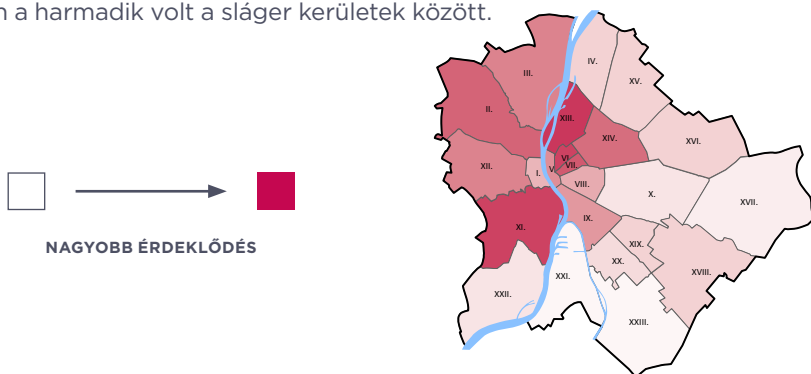 a harmadik volt a sláger kerületek között.
NAGYOBB ÉRDEKLŐDÉS
IV.
XV.
III.
II.
XIII.
XIV.
XVI.
XII.
I.
V.
VI.
VII.
VIII.
X.
XVII.
XI.
IX.
XIX.
XX.
XVIII.
XXI.
XXII.
XXIII.